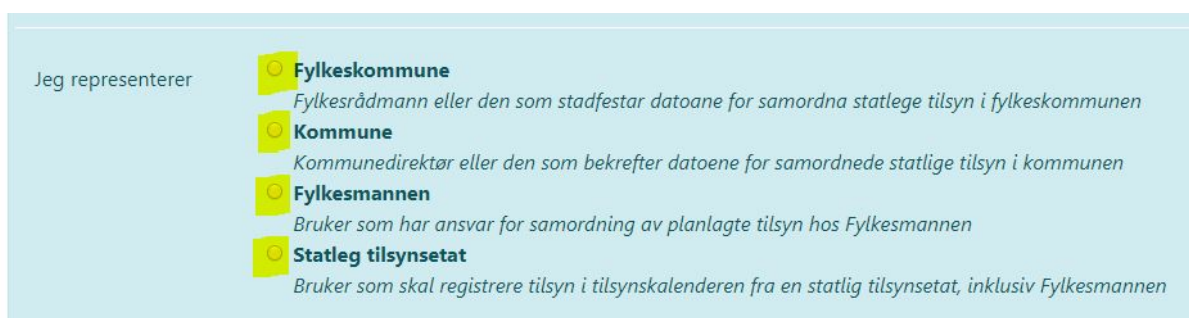 Jeg representerer
Fylkeskommune
Fylkesrådmann eller den som stadfestar datoane for samordna statlege tilsyn i fylkeskommunen
Kommune
Kommunedirektør eller den som bekrefter datoene for samordnede statlige tilsyn i kommunen
Fylkesmannen
Bruker som har ansvar for samordning av planlagte tilsyn hos Fylkesmannen
Statleg tilsynsetat
Bruker som skal registrere tilsyn i tilsynskalenderen fra en statlig tilsynsetat, inklusiv Fylkesmannen